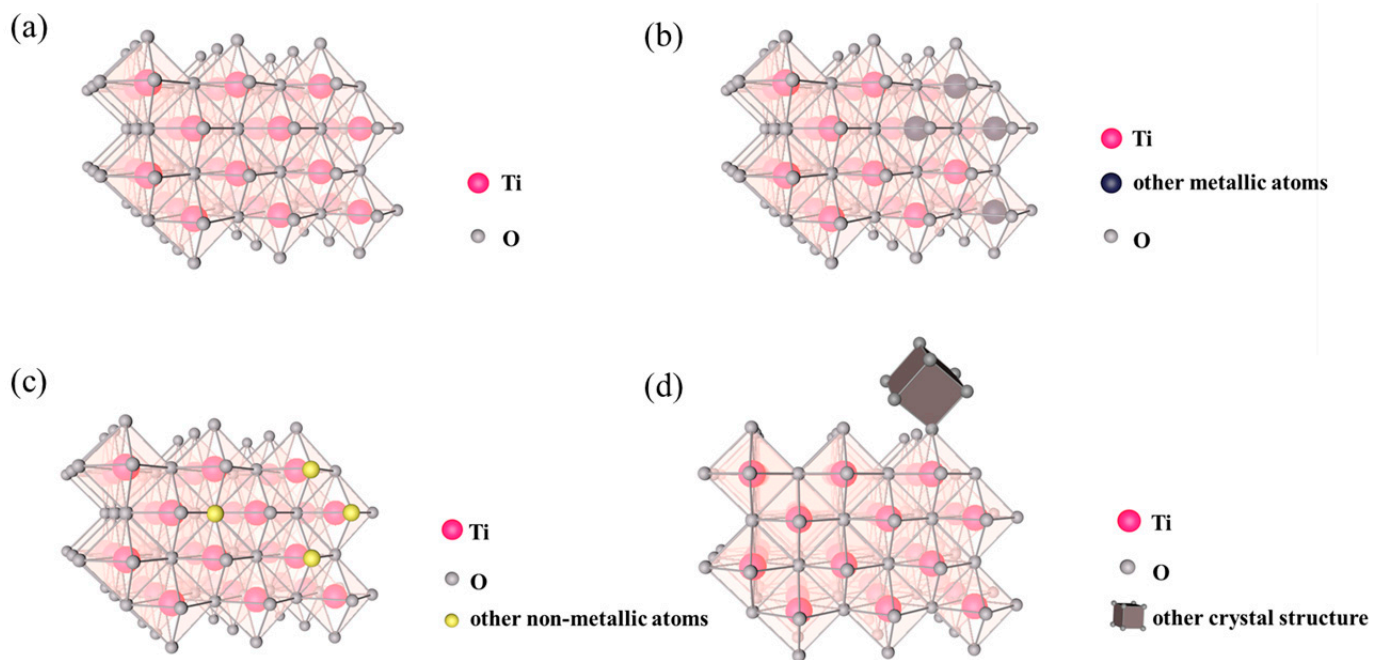 (a)
Ti
O
(b)
Ti
other metallic atoms
O
(c)
Ti
O
other non-metallic atoms
(d)
Ti
O
other crystal structure